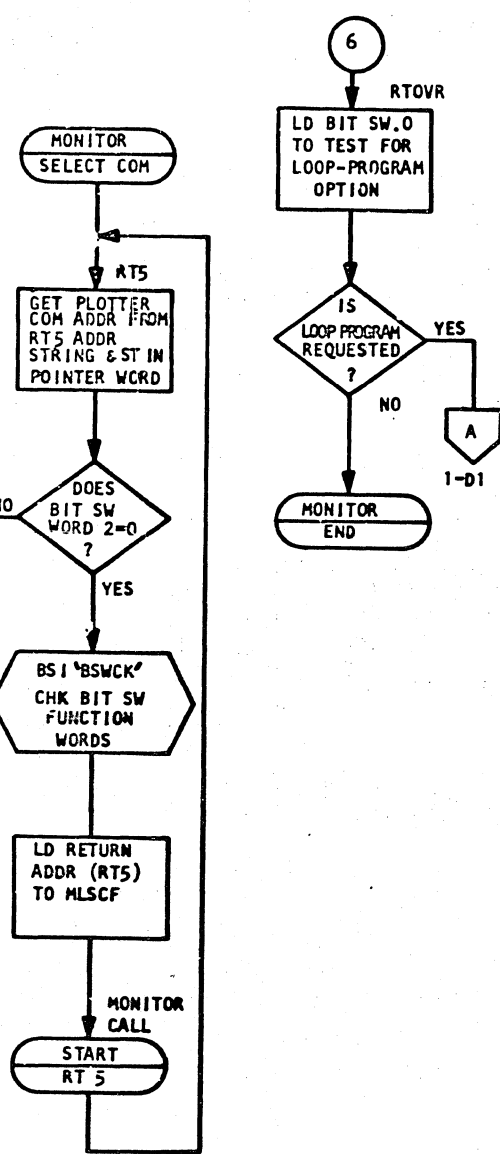 MONITOR
SELECT COM
RT5
GET PLOTTER
COM ADDR FROM
RT5 ADDR
STRING & ST IN
POINTER WORD
DOES
BIT SW
WORD 2=0
?
NO
YES
BSI 'BSWCK'
CHK BIT SW
FUNCTION
WORDS
LD RETURN
ADDR (RT5)
TO MLSCF
MONITOR
CALL
START
RT 5
6
RTOVR
LD BIT SW.0
TO TEST FOR
LOOP-PROGRAM
OPTION
IS
LOOP PROGRAM
REQUESTED
?
YES
NO
A
1-D1
MONITOR
END